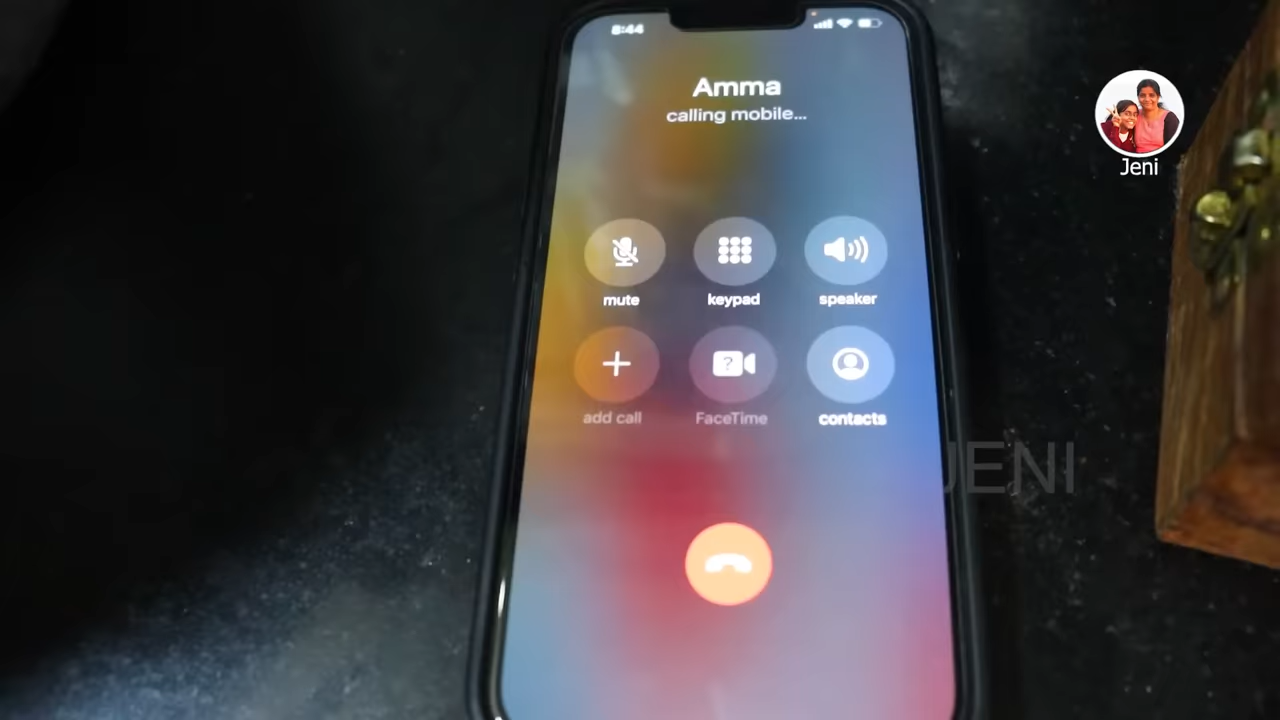 8:44
Amma
calling mobile...
Jeni
mute
keypad
speaker
?
add call
FaceTime
contacts
JENI